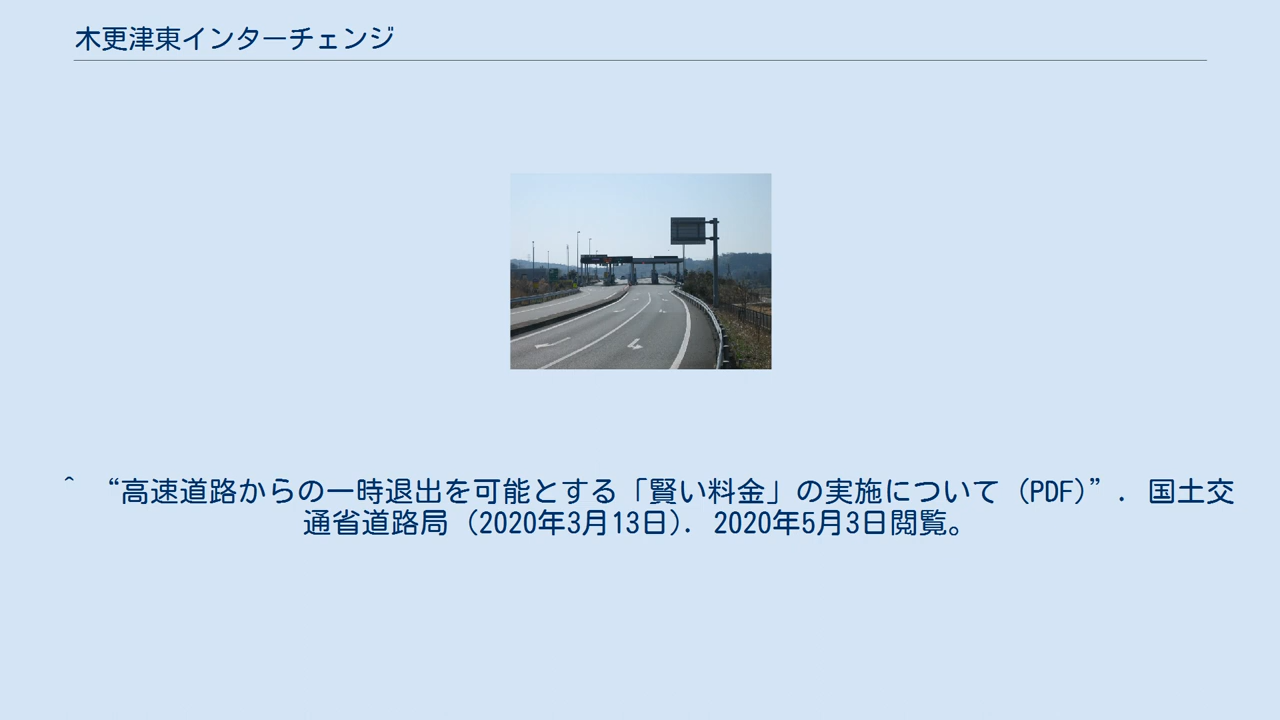 木更津東インターチェンジ
^ “高速道路からの一時退出を可能とする「賢い料金」の実施について (PDF)”. 国土交
通省道路局 (2020年3月13日). 2020年5月3日閲覧。